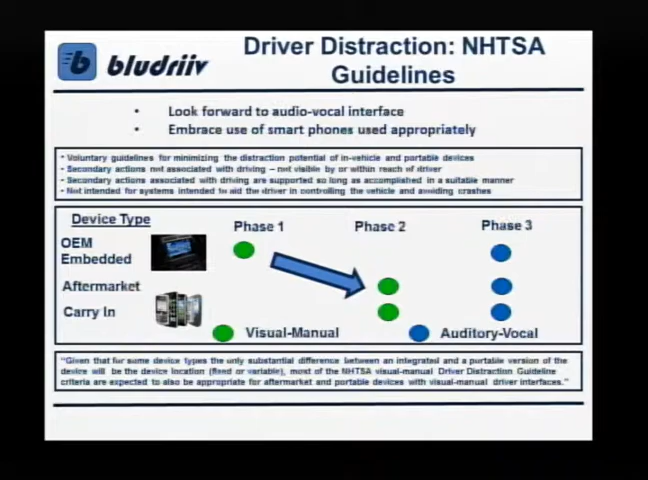 b bludriiv
Driver Distraction: NHTSA
Guidelines
• Look forward to audio-vocal interface
• Embrace use of smart phones used appropriately
• Voluntary guidelines for minimizing the distraction potential of in-vehicle and portable devices
• Secondary actions not associated with driving – not visible by or within reach of driver
• Secondary actions associated with driving are supported so long as accomplished in a suitable manner
• Not intended for systems intended to aid the driver in controlling the vehicle and avoiding crashes
Device Type
Phase 1 Phase 2 Phase 3
OEM
Embedded
Aftermarket
Carry In
Visual-Manual Auditory-Vocal
“Given that for some device types the only substantial difference between an integrated and a portable version of the
device will be the device location (fixed or variable), most of the NHTSA visual-manual Driver Distraction Guideline
criteria are expected to also be appropriate for aftermarket and portable devices with visual-manual driver interfaces.”